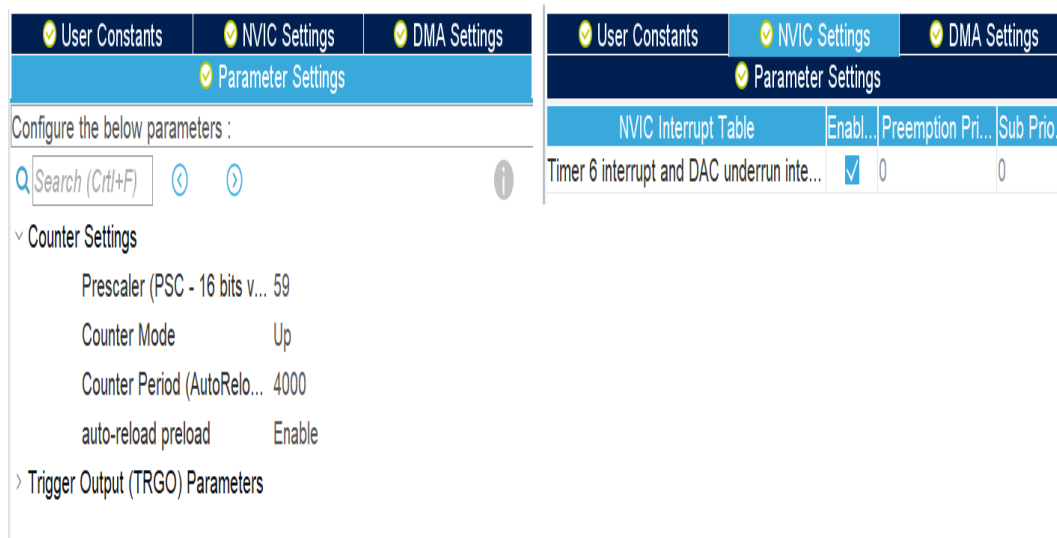 User Constants
NVIC Settings
DMA Settings
Parameter Settings
Configure the below parameters :
Search (Crtl+F)
Counter Settings
Prescaler (PSC - 16 bits v... 59
Counter Mode Up
Counter Period (AutoRelo... 4000
auto-reload preload Enable
Trigger Output (TRGO) Parameters
User Constants
NVIC Settings
DMA Settings
Parameter Settings
NVIC Interrupt Table Enabl... Preemption Pri... Sub Prio.
Timer 6 interrupt and DAC underrun inte... 0 0